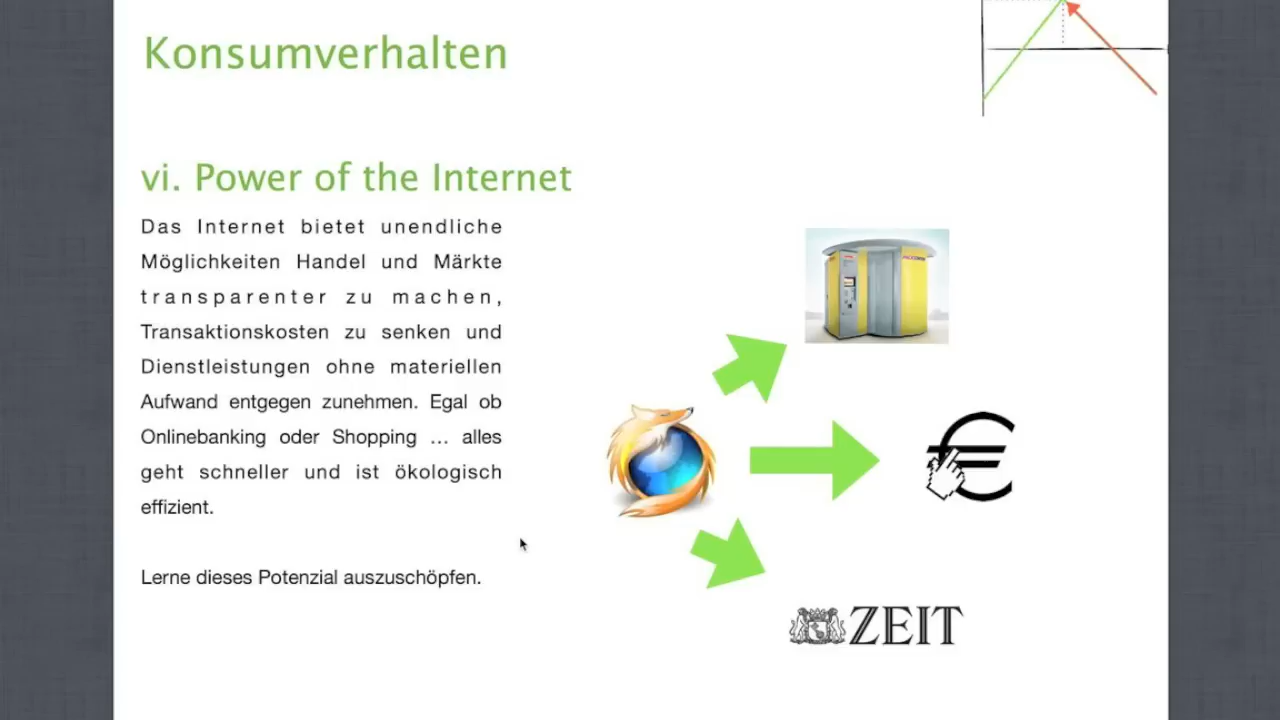 Konsumverhalten
vi. Power of the Internet
Das Internet bietet unendliche
Möglichkeiten Handel und Märkte
transparenter zu machen,
Transaktionskosten zu senken und
Dienstleistungen ohne materiellen
Aufwand entgegen zunehmen. Egal ob
Onlinebanking oder Shopping … alles
geht schneller und ist ökologisch
effizient.
Lerne dieses Potenzial auszuschöpfen.
€
ZEIT